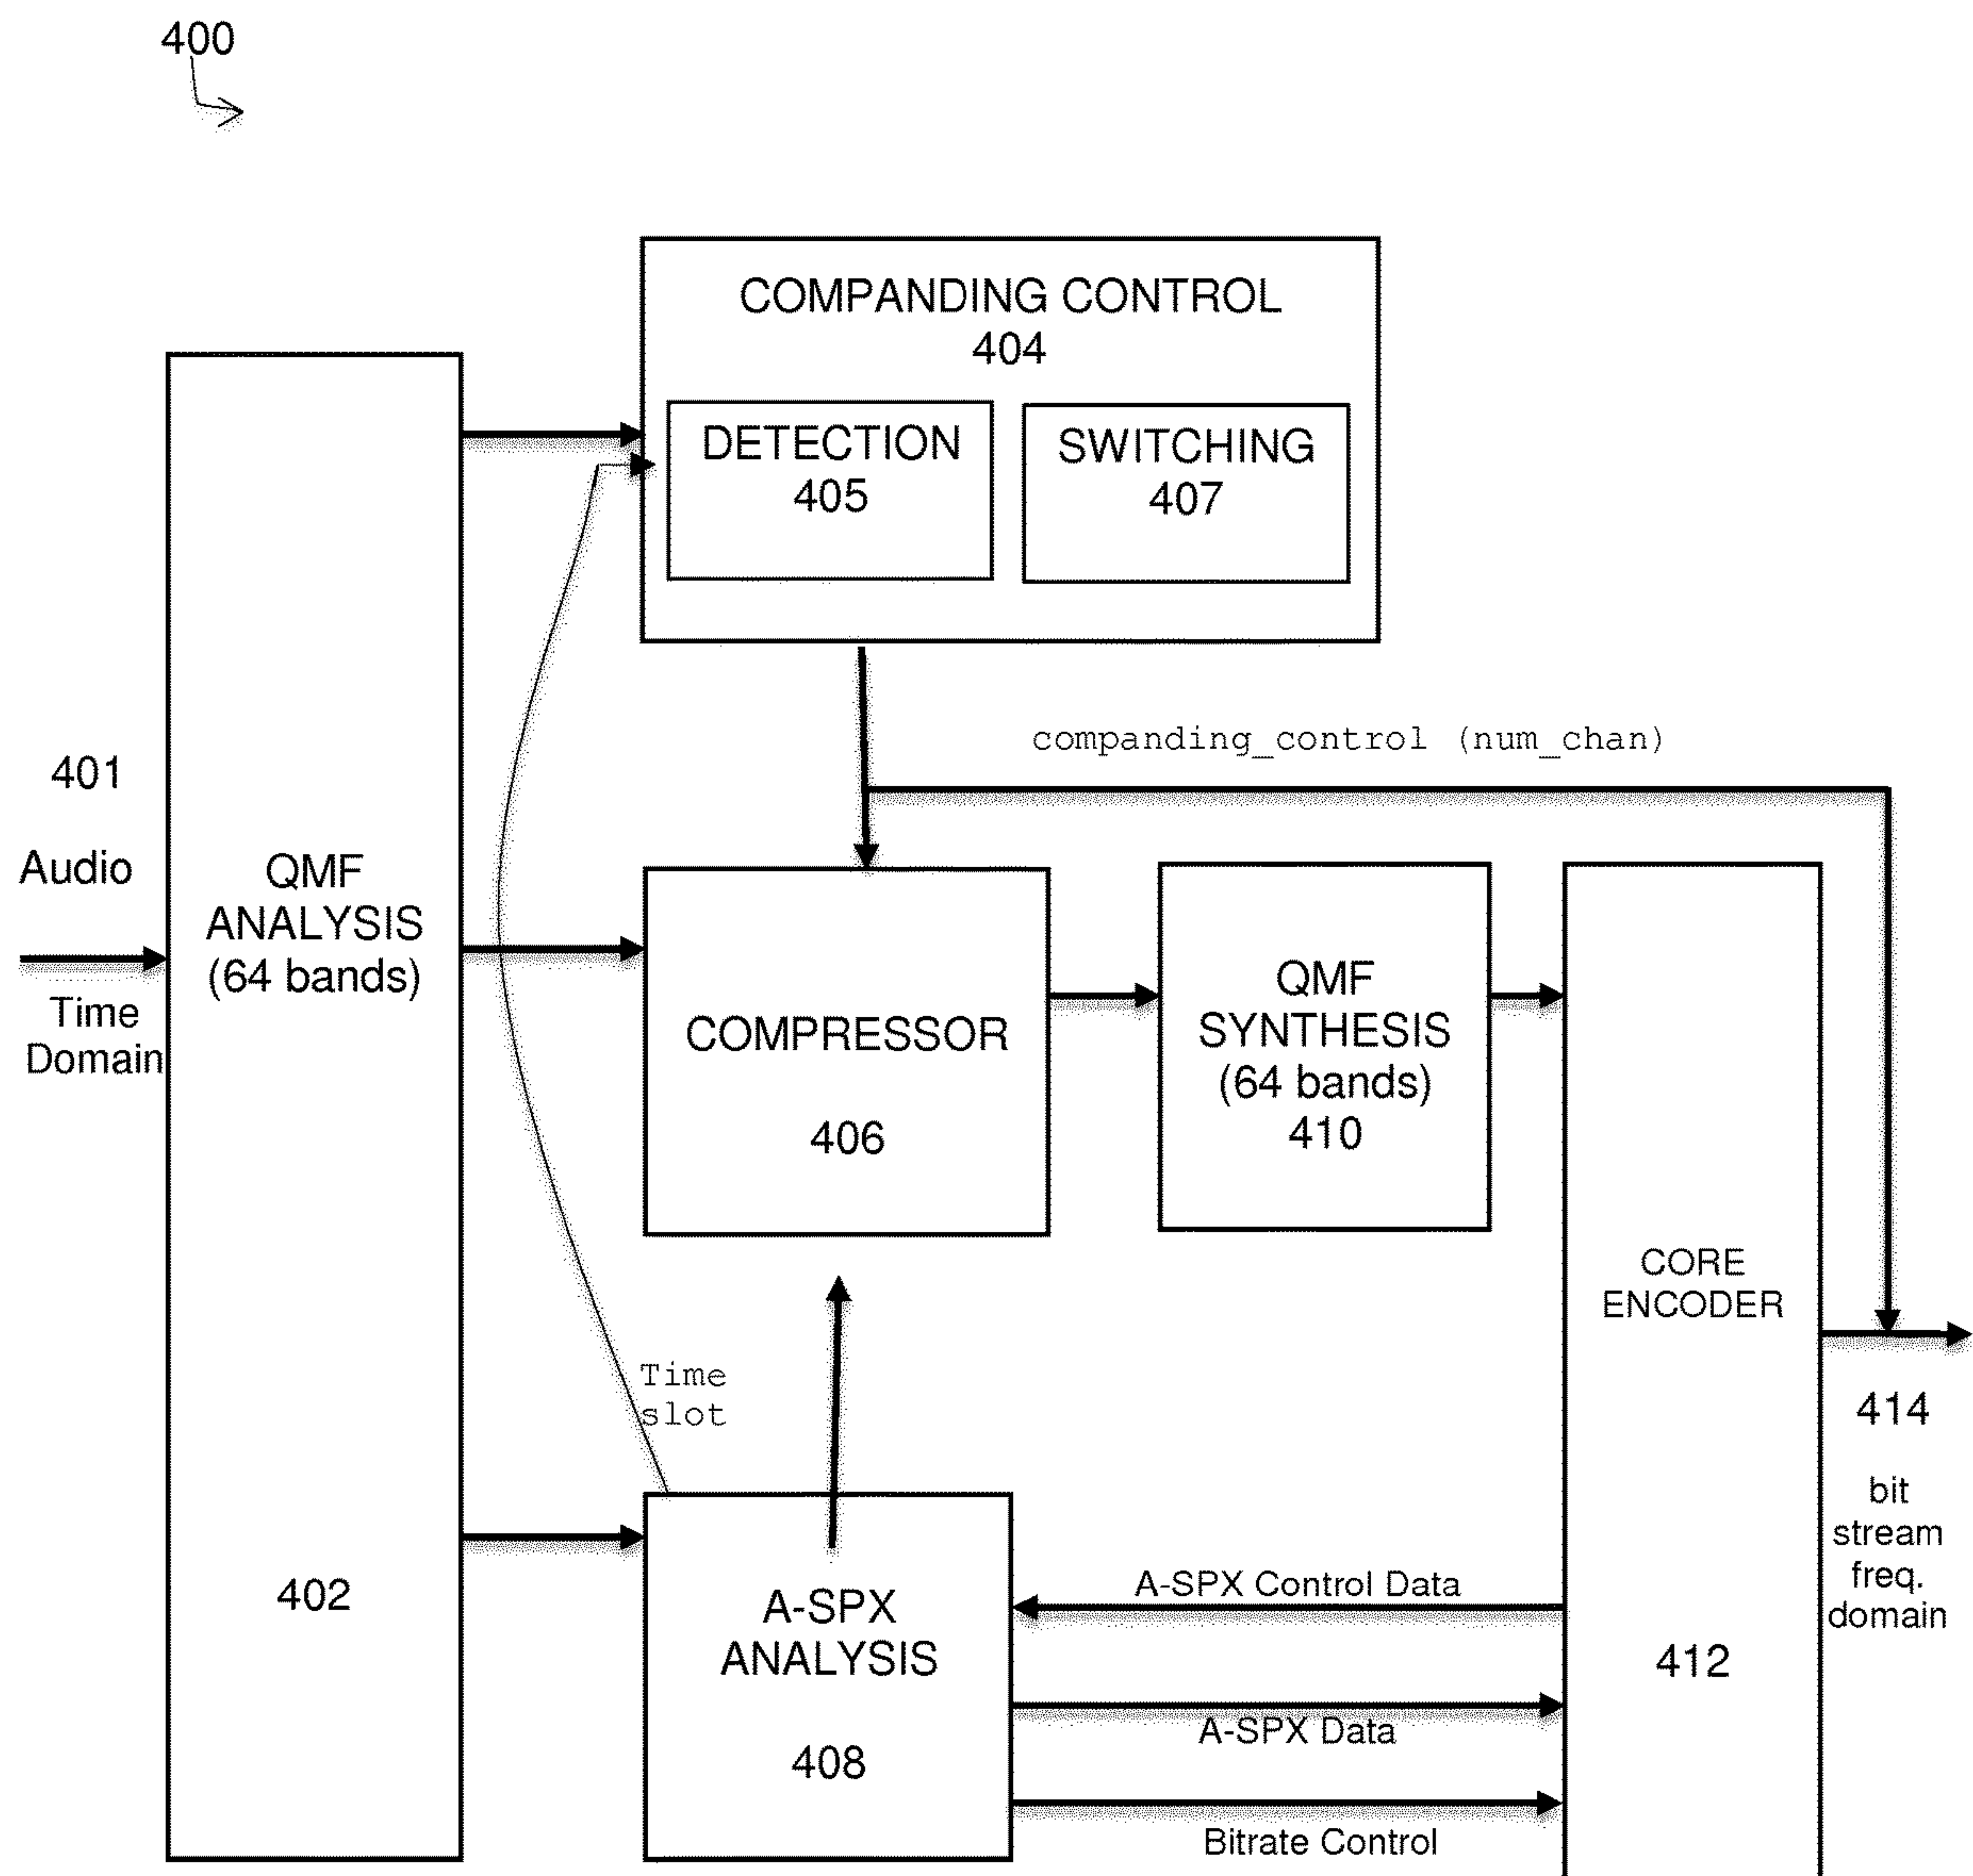 400
COMPANDING CONTROL
404
DETECTION
405
SWITCHING
407
companding_control (num_chan)
401
Audio
Time
Domain
QMF
ANALYSIS
(64 bands)
402
COMPRESSOR
406
QMF
SYNTHESIS
(64 bands)
410
CORE
ENCODER
412
Time
slot
A-SPX
ANALYSIS
408
A-SPX Control Data
A-SPX Data
Bitrate Control
414
bit
stream
freq.
domain